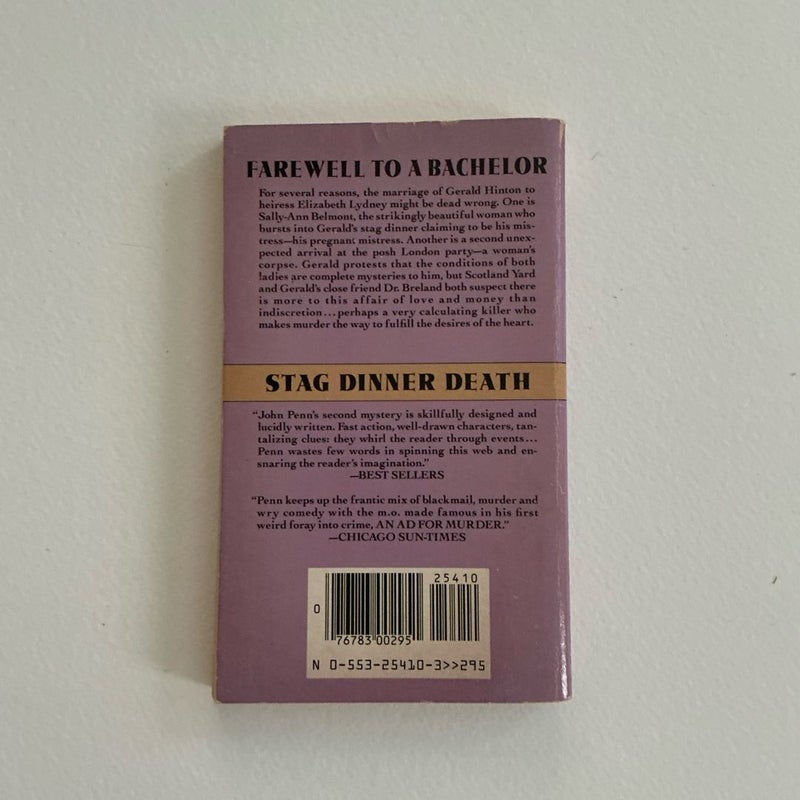 FAREWELL TO A BACHELOR
For several reasons, the marriage of Gerald Hinton to
heiress Elizabeth Lydney might be dead wrong. One is
Sally-Ann Belmont, the strikingly beautiful woman who
bursts into Gerald's stag dinner claiming to be his mis-
tress—his pregnant mistress. Another is a second unex-
pected arrival at the posh London party—a woman's
corpse. Gerald protests that the conditions of both
ladies are complete mysteries to him, but Scotland Yard
and Gerald's close friend Dr. Breland both suspect there
is more to this affair of love and money than
indiscretion...perhaps a very calculating killer who
makes murder the way to fulfill the desires of the heart.
STAG DINNER DEATH
"John Penn's second mystery is skillfully designed and
lucidly written. Fast action, well-drawn characters, tan-
talizing clues: they whirl the reader through events...
Penn wastes few words in spinning this web and en-
snaring the reader's imagination."
—BEST SELLERS
"Penn keeps up the frantic mix of blackmail, murder and
wry comedy with the m.o. made famous in his first
weird foray into crime, AN AD FOR MURDER."
—CHICAGO SUN-TIMES
25410
0
76783 00295
N 0-553-25410-3>>295